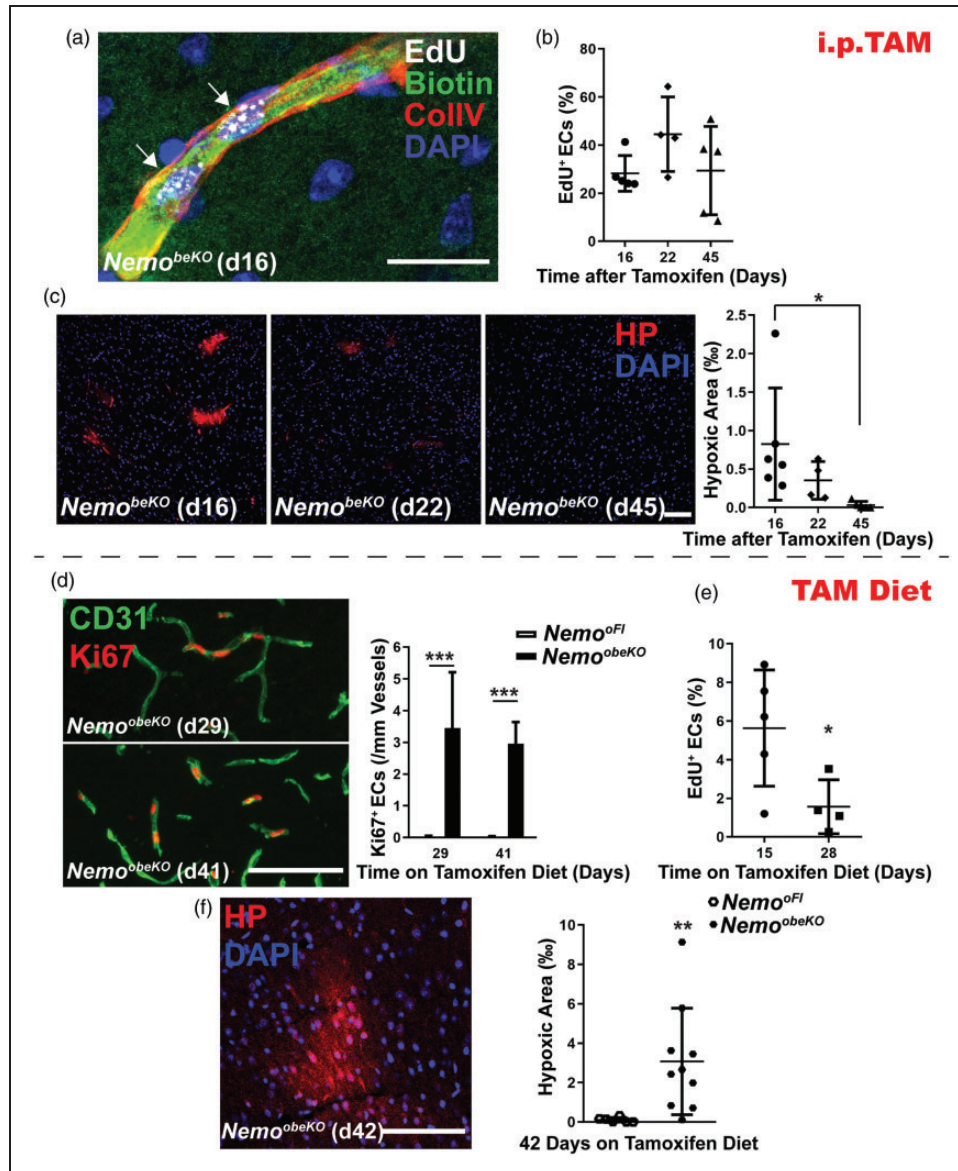 (a)
EdU
Biotin
CollV
DAPI
Nemo^beKO (d16)
(b)
i.p.TAM
80
60
40
20
0
EdU⁺ ECs (%)
16 22 45
Time after Tamoxifen (Days)
(c)
Nemo^beKO (d16)
Nemo^beKO (d22)
HP
DAPI
Nemo^beKO (d45)
*
2.5
2.0
1.5
1.0
0.5
0.0
Hypoxic Area (‰)
16 22 45
Time after Tamoxifen (Days)
(d)
CD31
Ki67
Nemo^obeKO (d29)
Nemo^obeKO (d41)
Nemo^oFl
Nemo^obeKO
*** ***
6
5
4
3
2
1
0
Ki67⁺ ECs (/mm Vessels)
29 41
Time on Tamoxifen Diet (Days)
TAM Diet
(e)
10
8
6
4
2
0
*
EdU⁺ ECs (%)
15 28
Time on Tamoxifen Diet (Days)
(f)
HP
DAPI
Nemo^obeKO (d42)
Nemo^oFl
Nemo^obeKO
**
10
8
6
4
2
0
Hypoxic Area (‰)
42 Days on Tamoxifen Diet